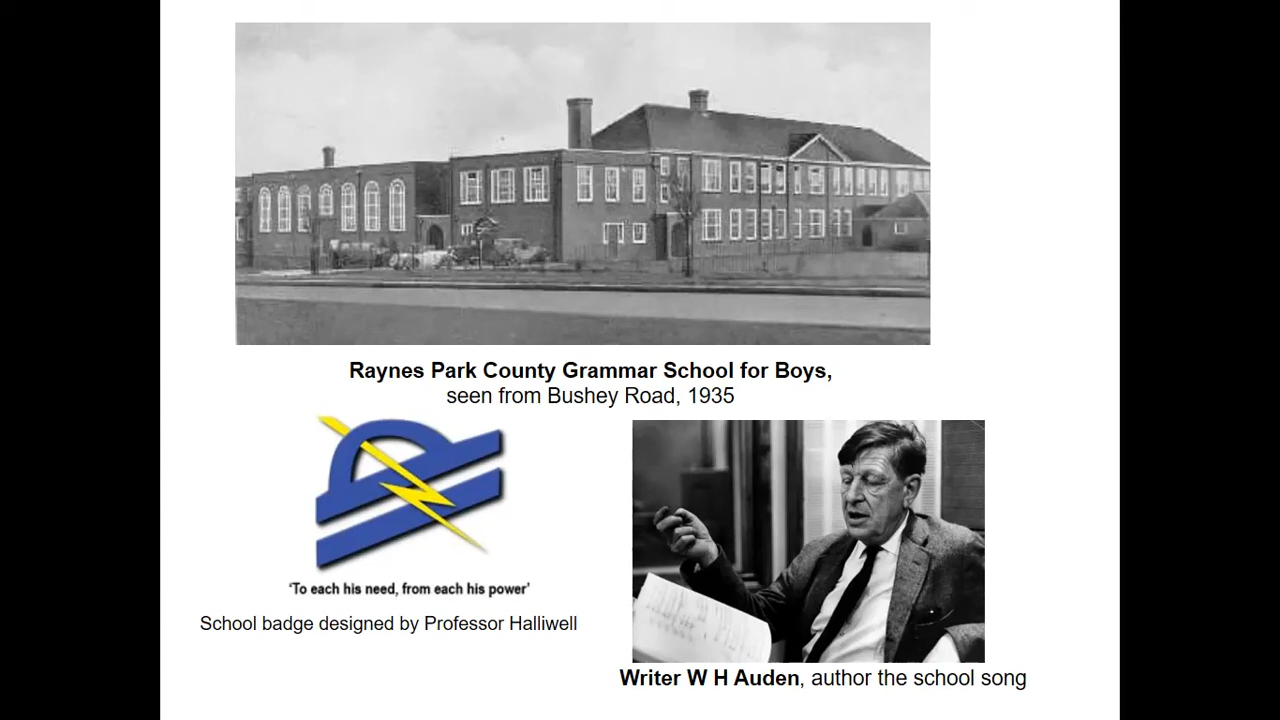 Raynes Park County Grammar School for Boys,
seen from Bushey Road, 1935
‘To each his need, from each his power’
School badge designed by Professor Halliwell
Writer W H Auden, author the school song